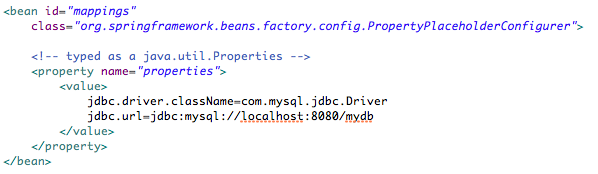 <bean id="mappings"
class="org.springframework.beans.factory.config.PropertyPlaceholderConfigurer">
<!-- typed as a java.util.Properties -->
<property name="properties">
<value>
jdbc.driver.className=com.mysql.jdbc.Driver
jdbc.url=jdbc:mysql://localhost:8080/mydb
</value>
</property>
</bean>